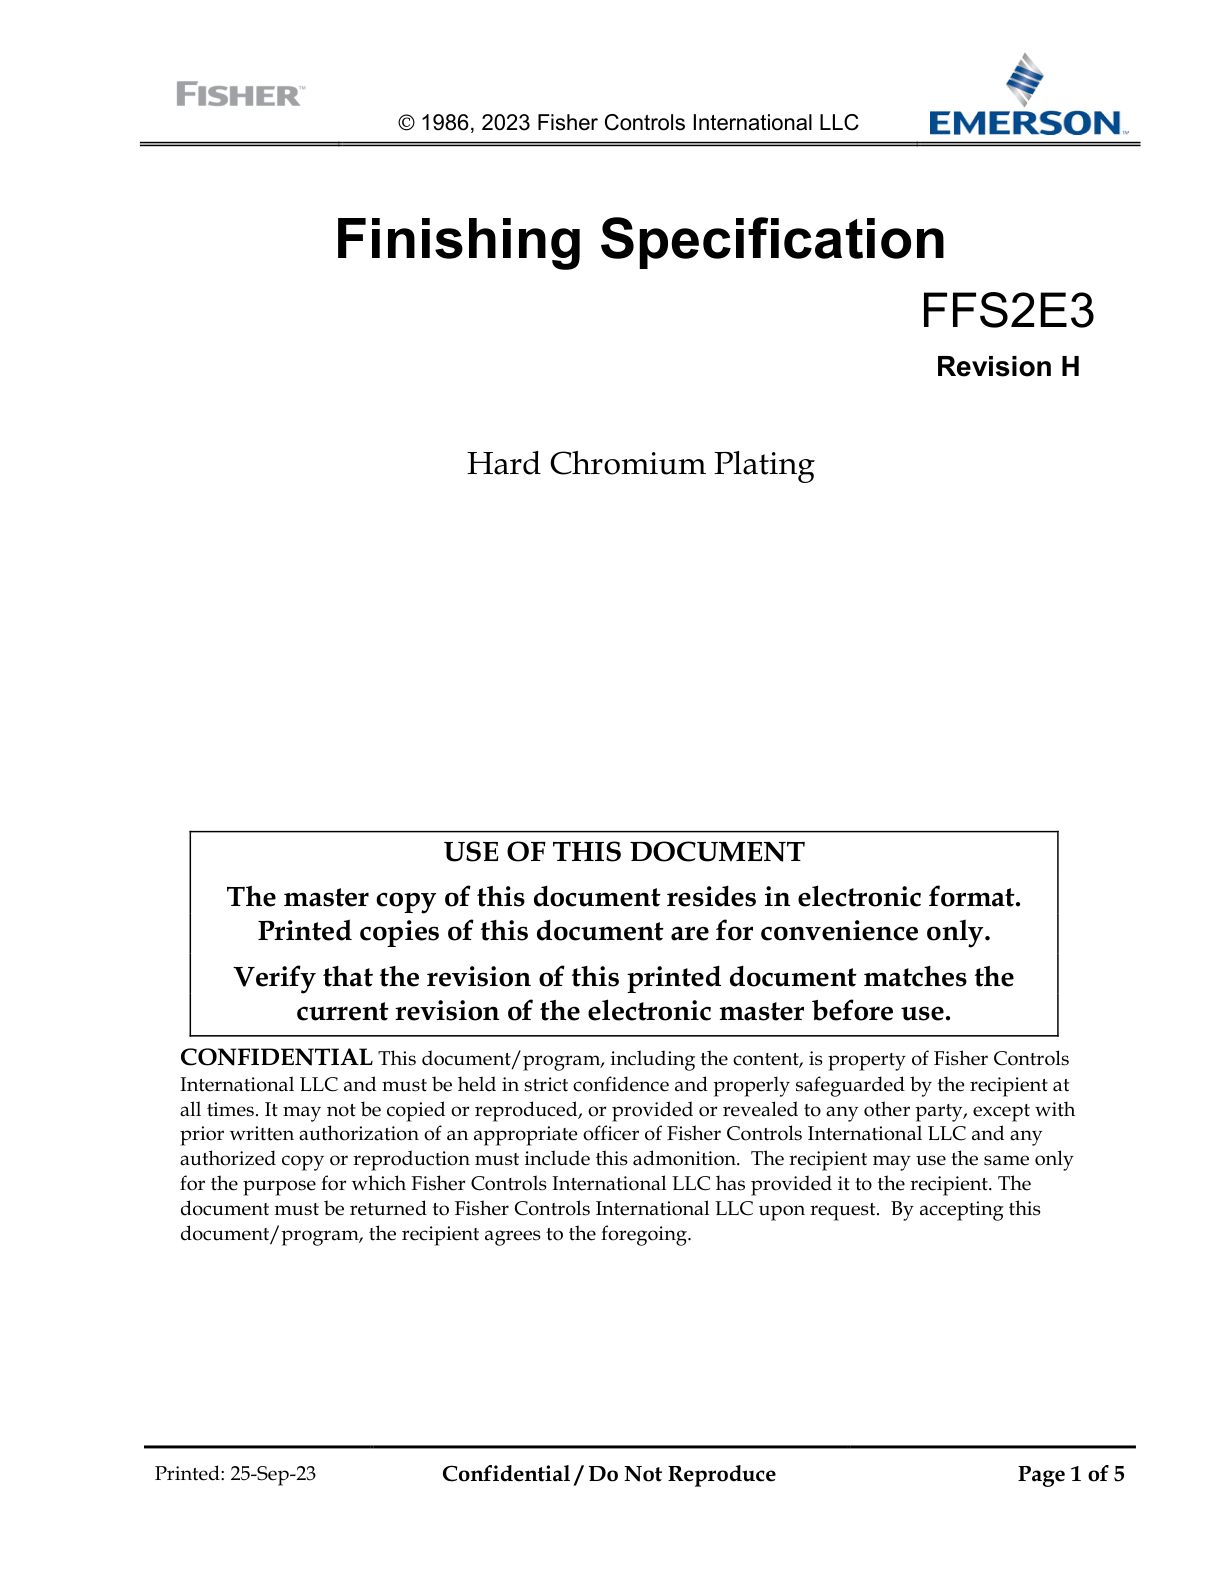 FISHER™
© 1986, 2023 Fisher Controls International LLC
EMERSON™
Finishing Specification
FFS2E3
Revision H
Hard Chromium Plating
USE OF THIS DOCUMENT
The master copy of this document resides in electronic format.
Printed copies of this document are for convenience only.
Verify that the revision of this printed document matches the
current revision of the electronic master before use.
CONFIDENTIAL This document/program, including the content, is property of Fisher Controls
International LLC and must be held in strict confidence and properly safeguarded by the recipient at
all times. It may not be copied or reproduced, or provided or revealed to any other party, except with
prior written authorization of an appropriate officer of Fisher Controls International LLC and any
authorized copy or reproduction must include this admonition.  The recipient may use the same only
for the purpose for which Fisher Controls International LLC has provided it to the recipient. The
document must be returned to Fisher Controls International LLC upon request.  By accepting this
document/program, the recipient agrees to the foregoing.
Printed: 25-Sep-23 Confidential / Do Not Reproduce Page 1 of 5